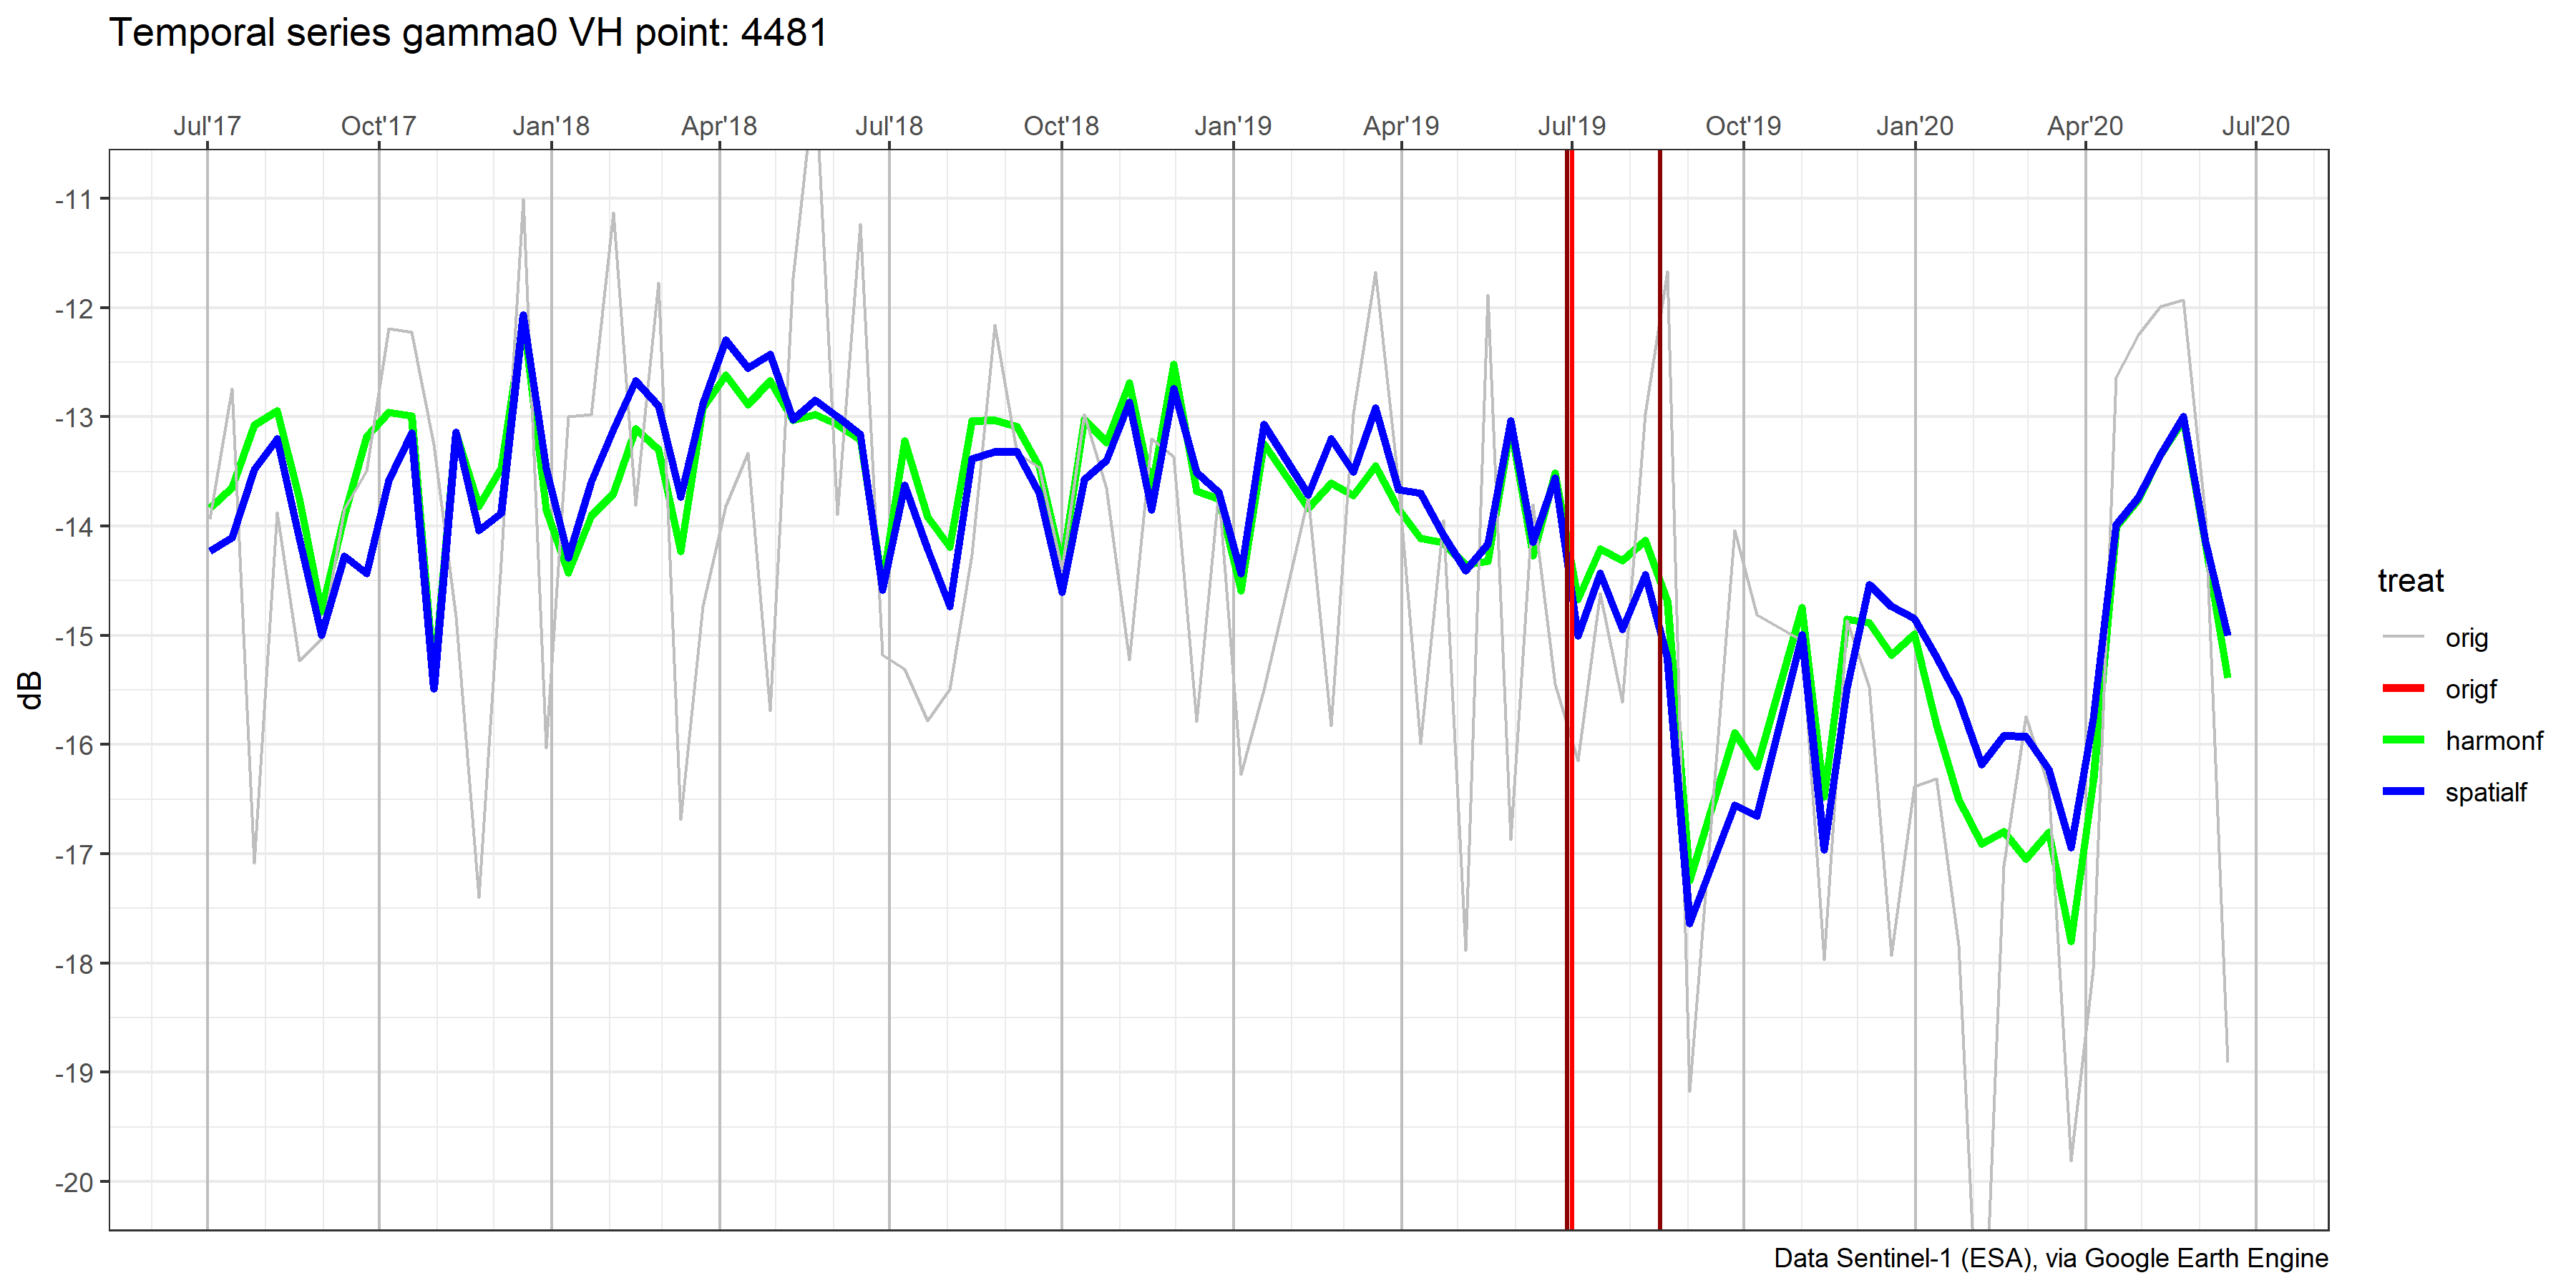 Temporal series gamma0 VH point: 4481
Jul'17 Oct'17 Jan'18 Apr'18 Jul'18 Oct'18 Jan'19 Apr'19 Jul'19 Oct'19 Jan'20 Apr'20 Jul'20
-11
-12
-13
-14
-15
-16
-17
-18
-19
-20
dB
treat
orig
origf
harmonf
spatialf
Data Sentinel-1 (ESA), via Google Earth Engine